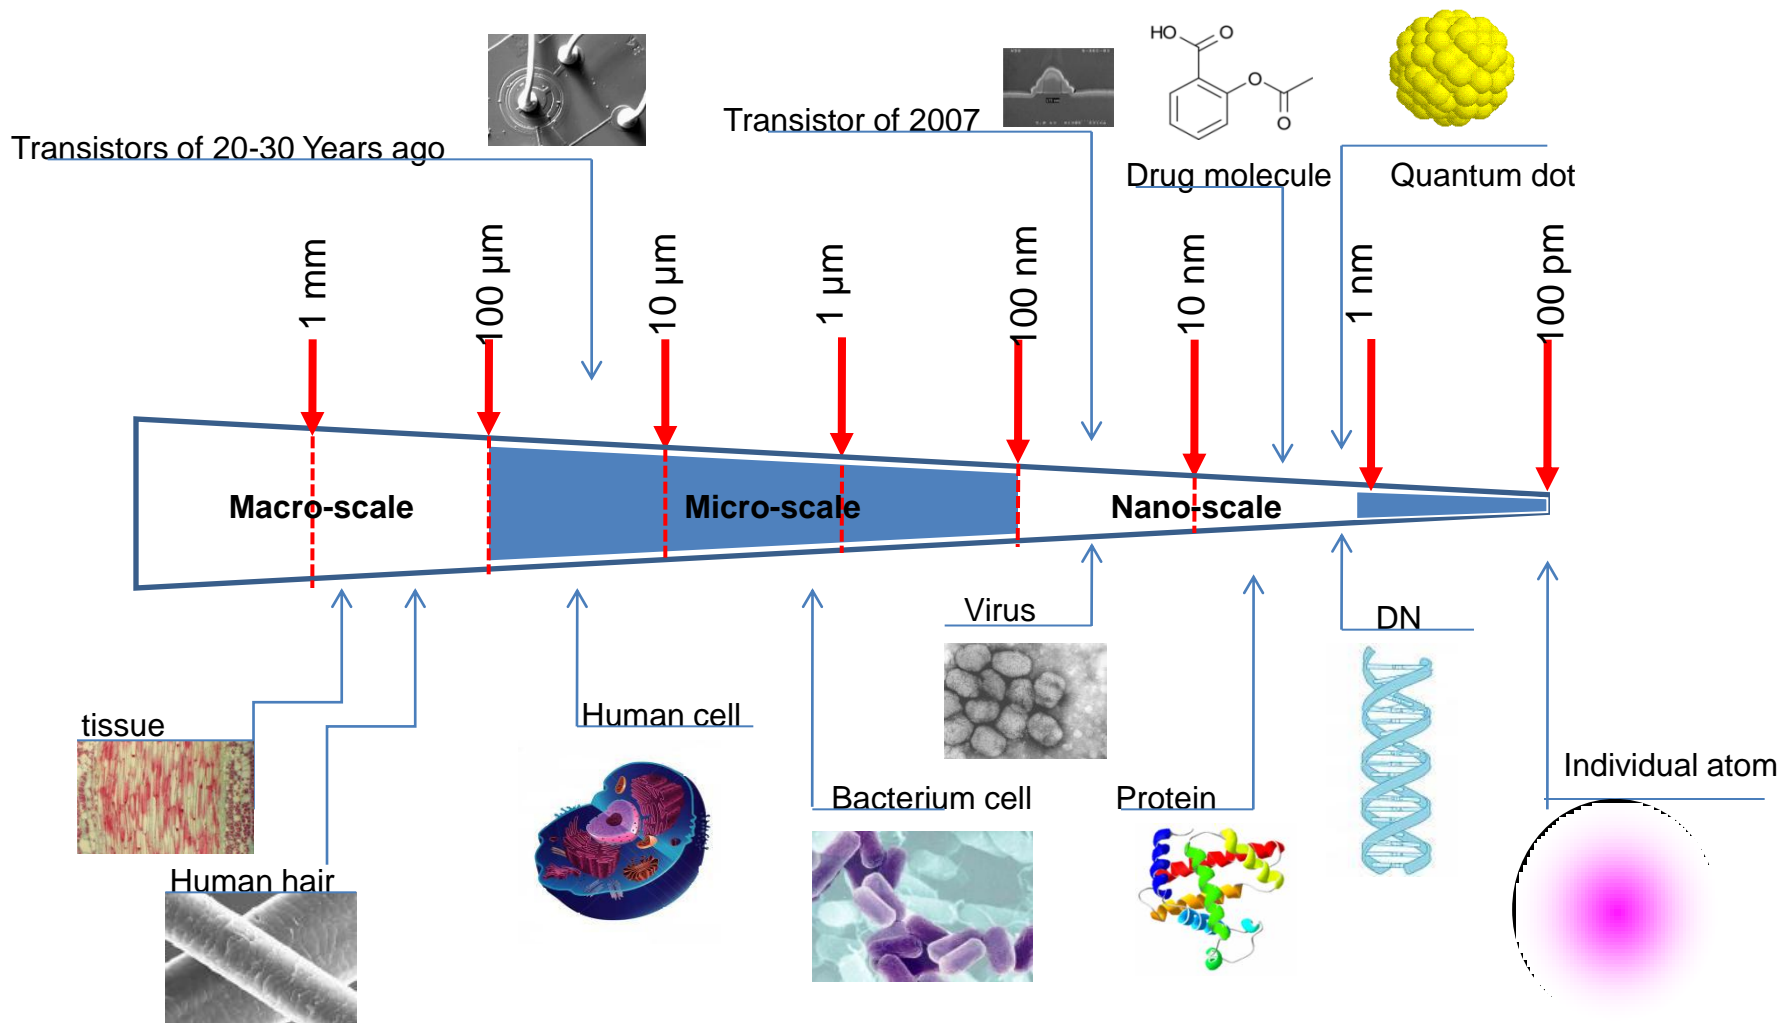 HO
O
O
O
Transistor of 2007
Transistors of 20-30 Years ago
Drug molecule
Quantum dot
1 mm
100 µm
10 µm
1 µm
100 nm
10 nm
1 nm
100 pm
Macro-scale
Micro-scale
Nano-scale
Virus
DN
tissue
Human cell
Individual atom
Bacterium cell
Protein
Human hair